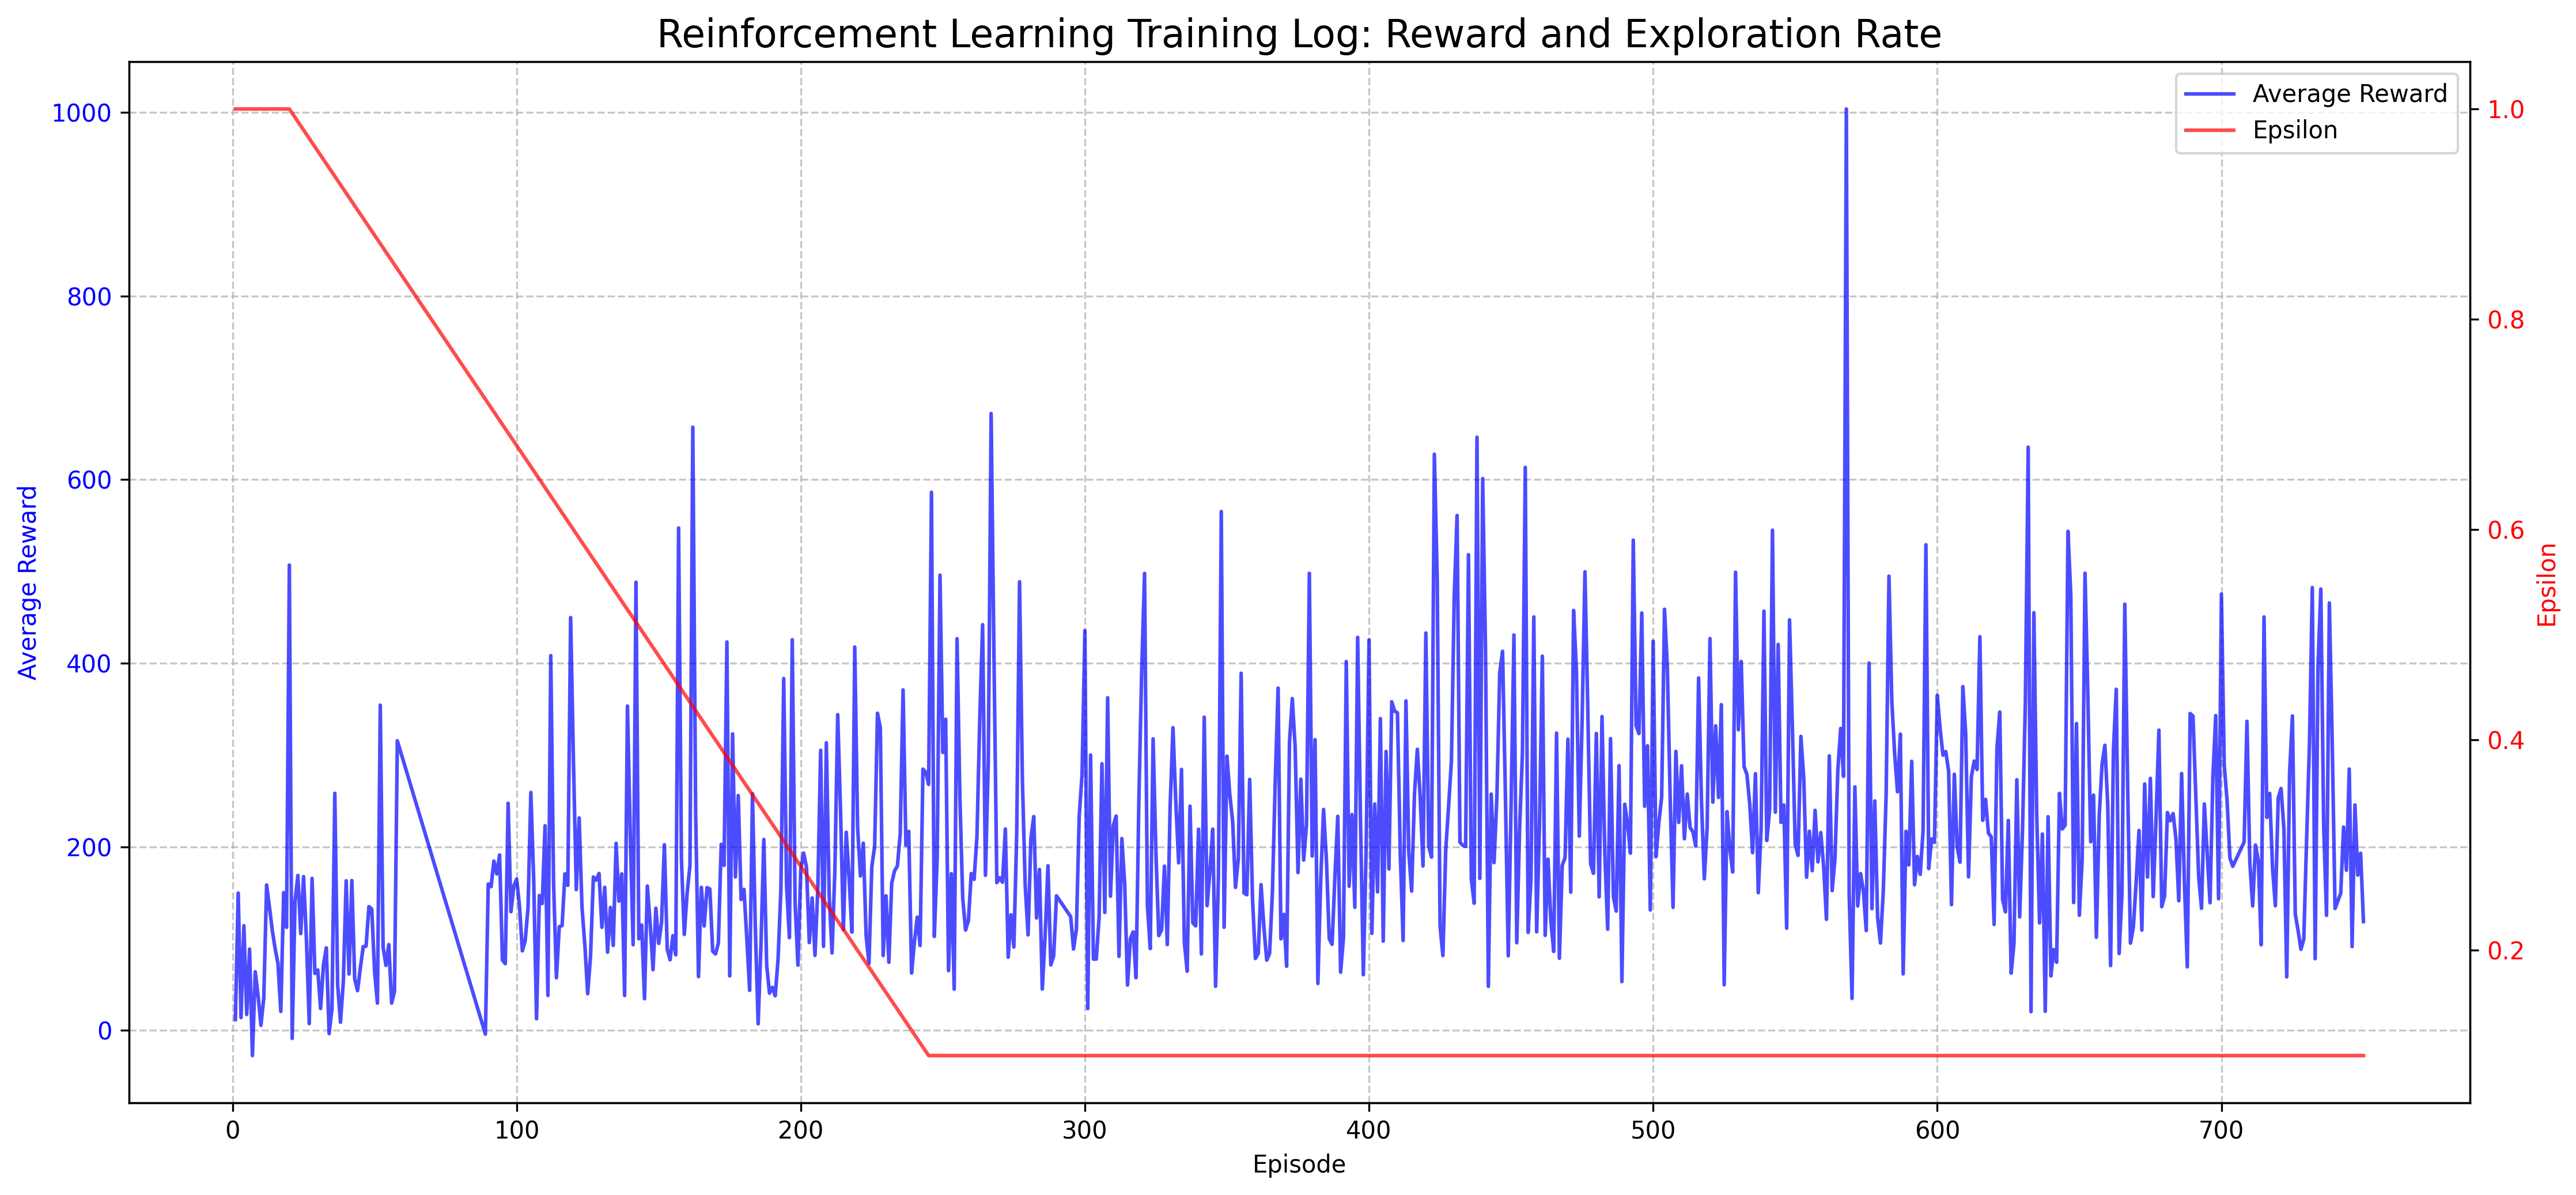 Reinforcement Learning Training Log: Reward and Exploration Rate
Average Reward
Epsilon
1000
800
600
400
200
0
Average Reward
1.0
0.8
0.6
0.4
0.2
Epsilon
0 100 200 300 400 500 600 700
Episode